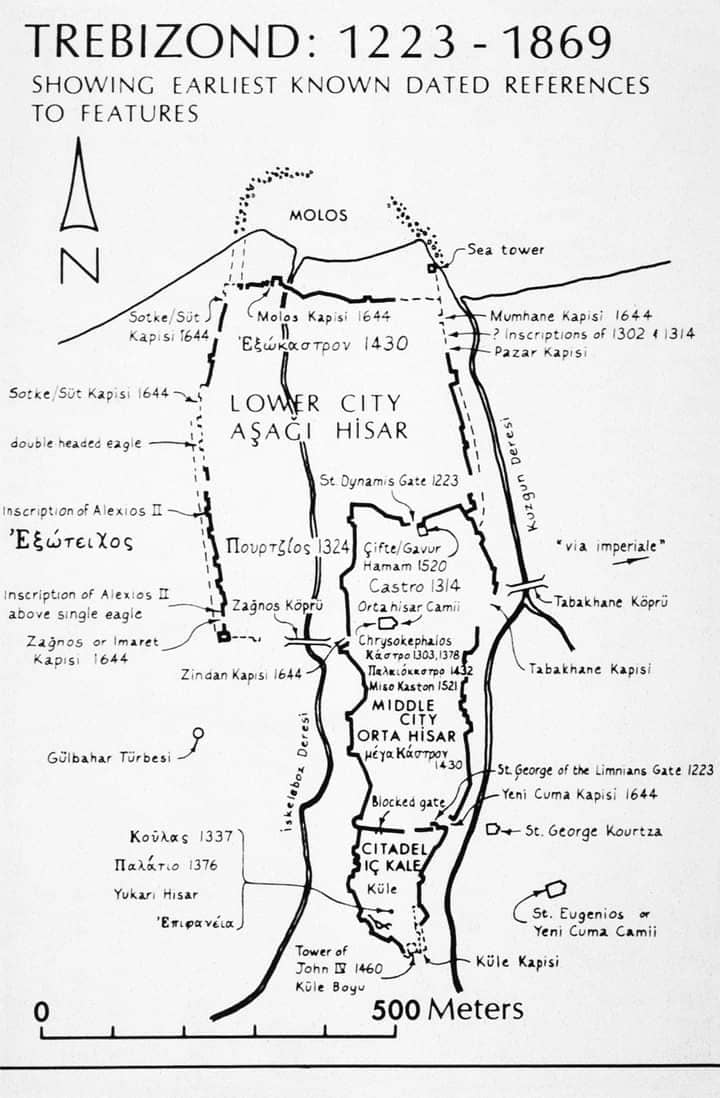 TREBIZOND: 1223 - 1869
SHOWING EARLIEST KNOWN DATED REFERENCES
TO FEATURES
MOLOS
N
Sea tower
Sotke/Süt
Kapisi 1644
Molos Kapisi 1644
Mumhane Kapisi 1644
? Inscriptions of 1302 & 1314
Pazar Kapisi
Ἐξώκαστρον 1430
Sotke/Süt Kapisi 1644
LOWER CITY
AŞAĞI HİSAR
double headed eagle
Kuzgun Deresi
St. Dynamis Gate 1223
Inscription of Alexios II
Ἐξώτειχος
Πουρτζίος 1324
Çifte/Gavur
Hamam 1520
"via imperiale"
Castro 1314
Inscription of Alexios II
above single eagle
Zağnos Köprü
Orta hisar Camii
Tabakhane Köprü
Zağnos or Imaret
Kapisi 1644
Chrysokephalos
Κάστρο 1303, 1378
Παλαιόκαστρο 1432
Miso Kaston 1521
Zindan Kapisi 1644
Tabakhane Kapisi
MIDDLE
CITY
ORTA HİSAR
μέγα Κάστρον
1430
İskeleboz Deresi
Gülbahar Türbesi
St. George of the Limnians Gate 1223
Yeni Cuma Kapisi 1644
Blocked gate
St. George Kourtza
CITADEL
IÇ KALE
Küle
Κούλας 1337
Παλάτιο 1376
Yukari Hisar
Ἐπιφανεία
St. Eugenios or
Yeni Cuma Camii
Tower of
John IV 1460
Küle Boyu
Küle Kapisi
0
500 Meters